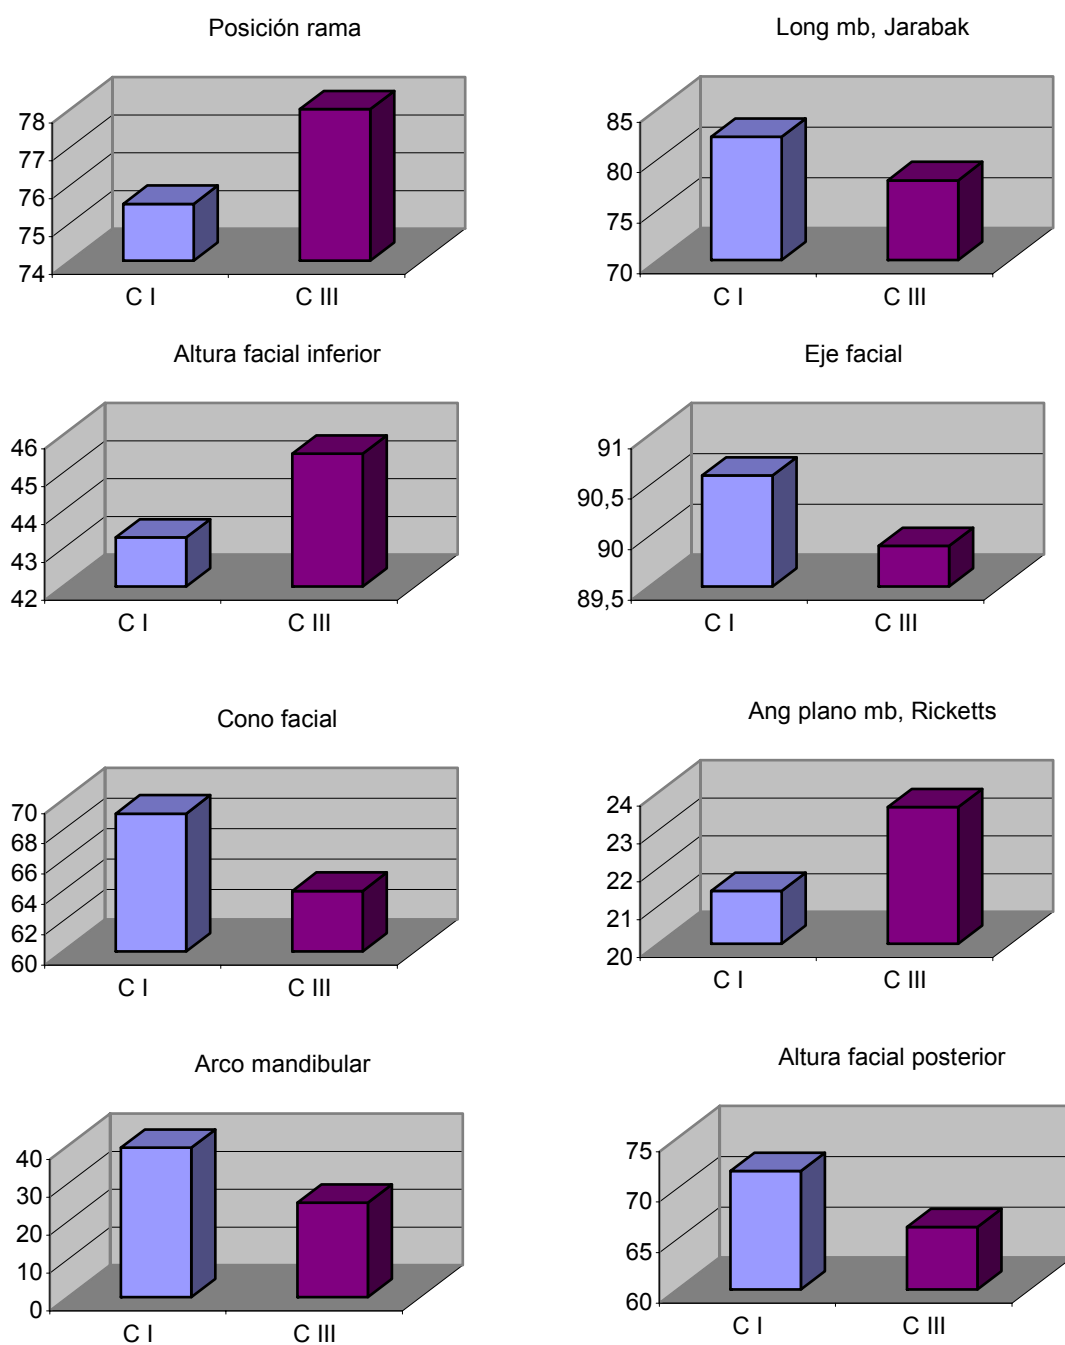 Posición rama
78
77
76
75
74
C I
C III
Long mb, Jarabak
85
80
75
70
C I
C III
Altura facial inferior
46
45
44
43
42
C I
C III
Eje facial
91
90,5
90
89,5
C I
C III
Cono facial
70
68
66
64
62
60
C I
C III
Ang plano mb, Ricketts
24
23
22
21
20
C I
C III
Arco mandibular
40
30
20
10
0
C I
C III
Altura facial posterior
75
70
65
60
C I
C III